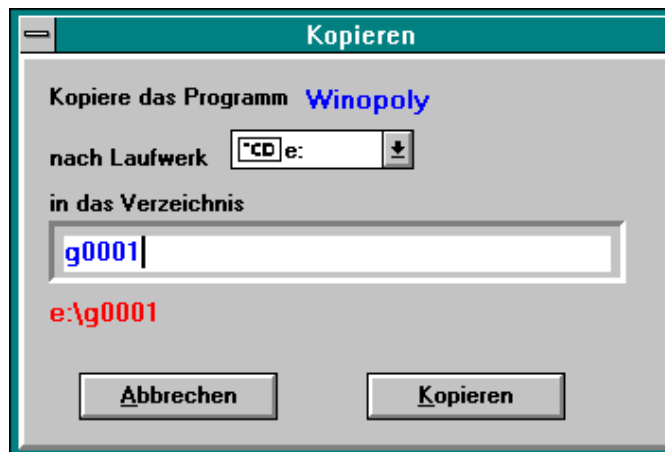 Kopieren
Kopiere das Programm Winopoly
nach Laufwerk CD e:
in das Verzeichnis
g0001
e:\g0001
Abbrechen Kopieren